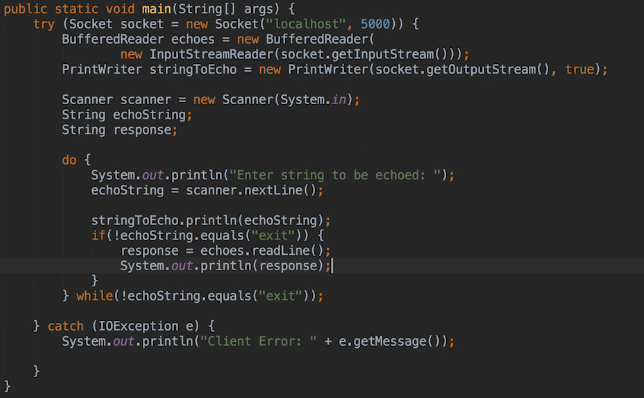 public static void main(String[] args) {
    try (Socket socket = new Socket("localhost", 5000)) {
        BufferedReader echoes = new BufferedReader(
                new InputStreamReader(socket.getInputStream()));
        PrintWriter stringToEcho = new PrintWriter(socket.getOutputStream(), true);

        Scanner scanner = new Scanner(System.in);
        String echoString;
        String response;

        do {
            System.out.println("Enter string to be echoed: ");
            echoString = scanner.nextLine();

            stringToEcho.println(echoString);
            if(!echoString.equals("exit")) {
                response = echoes.readLine();
                System.out.println(response);
            }
        } while(!echoString.equals("exit"));

    } catch (IOException e) {
        System.out.println("Client Error: " + e.getMessage());

    }
}